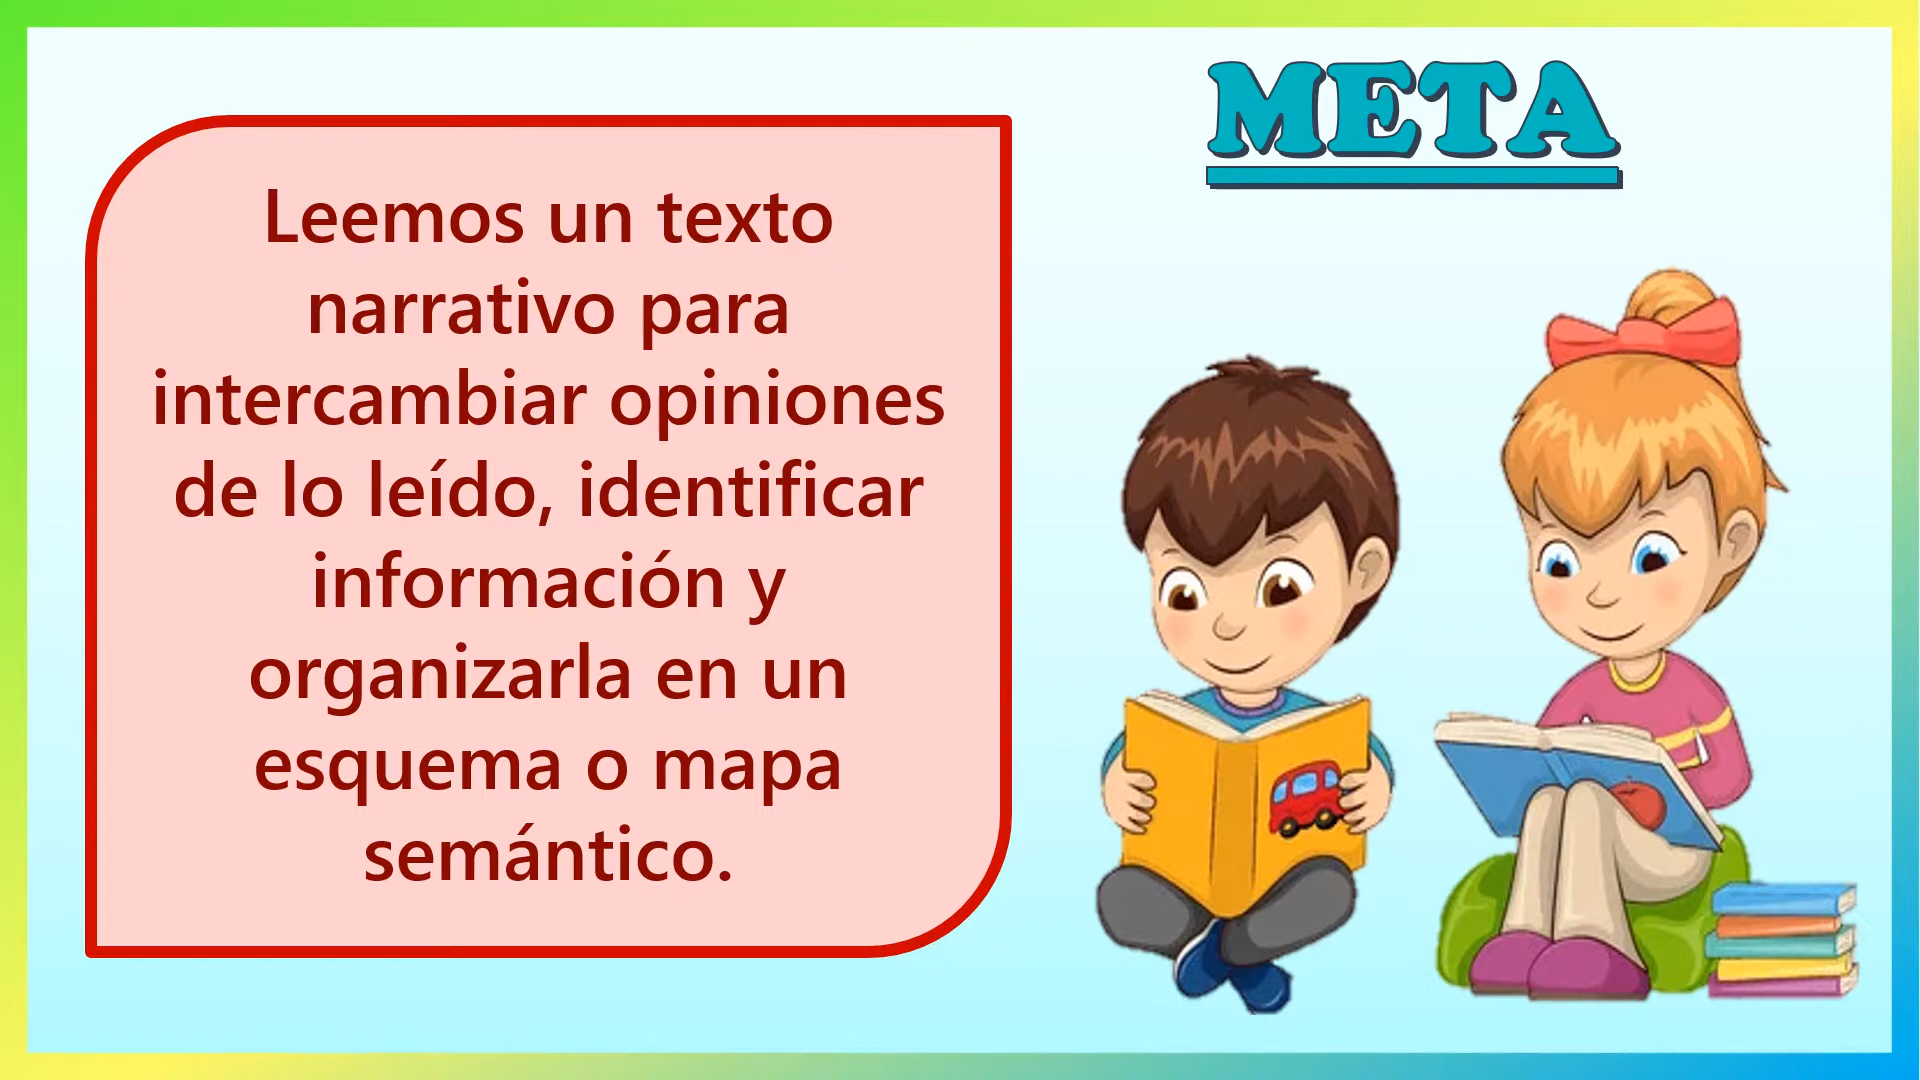 META
Leemos un texto
narrativo para
intercambiar opiniones
de lo leído, identificar
información y
organizarla en un
esquema o mapa
semántico.